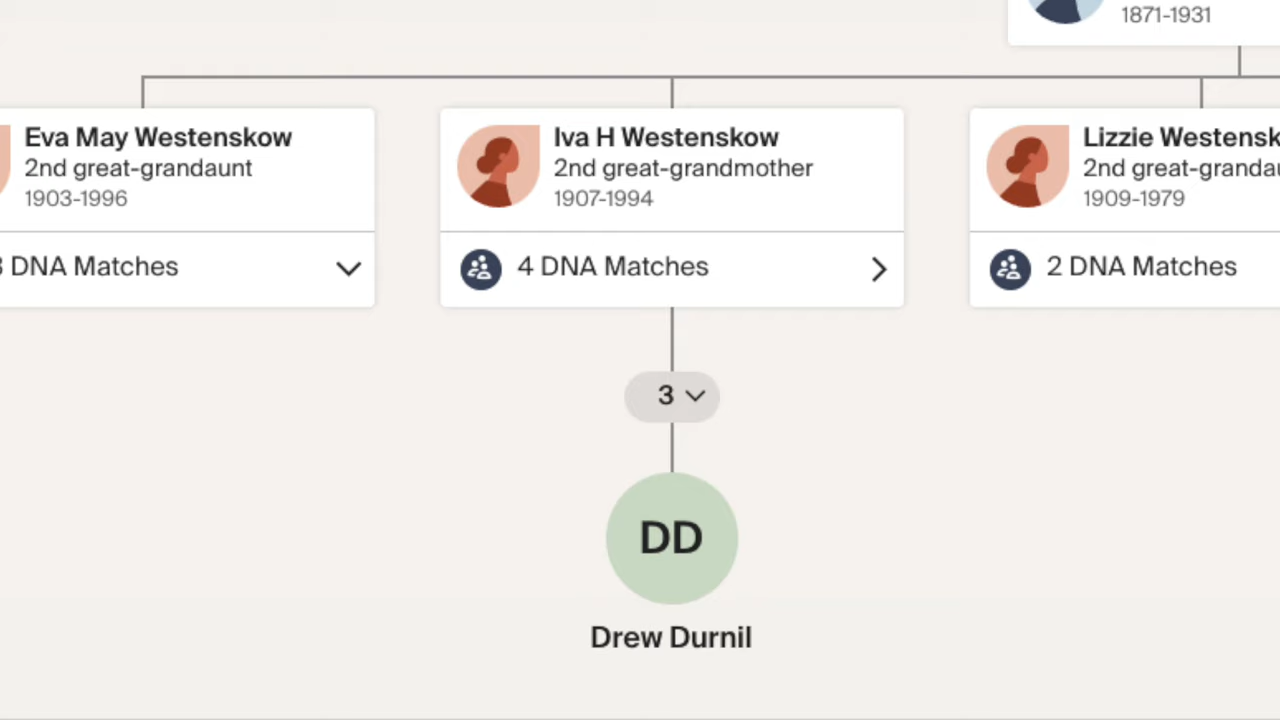 1871-1931
Eva May Westenskow
2nd great-grandaunt
1903-1996
DNA Matches
Iva H Westenskow
2nd great-grandmother
1907-1994
4 DNA Matches
Lizzie Westensk
2nd great-grandau
1909-1979
2 DNA Matches
3
DD
Drew Durnil